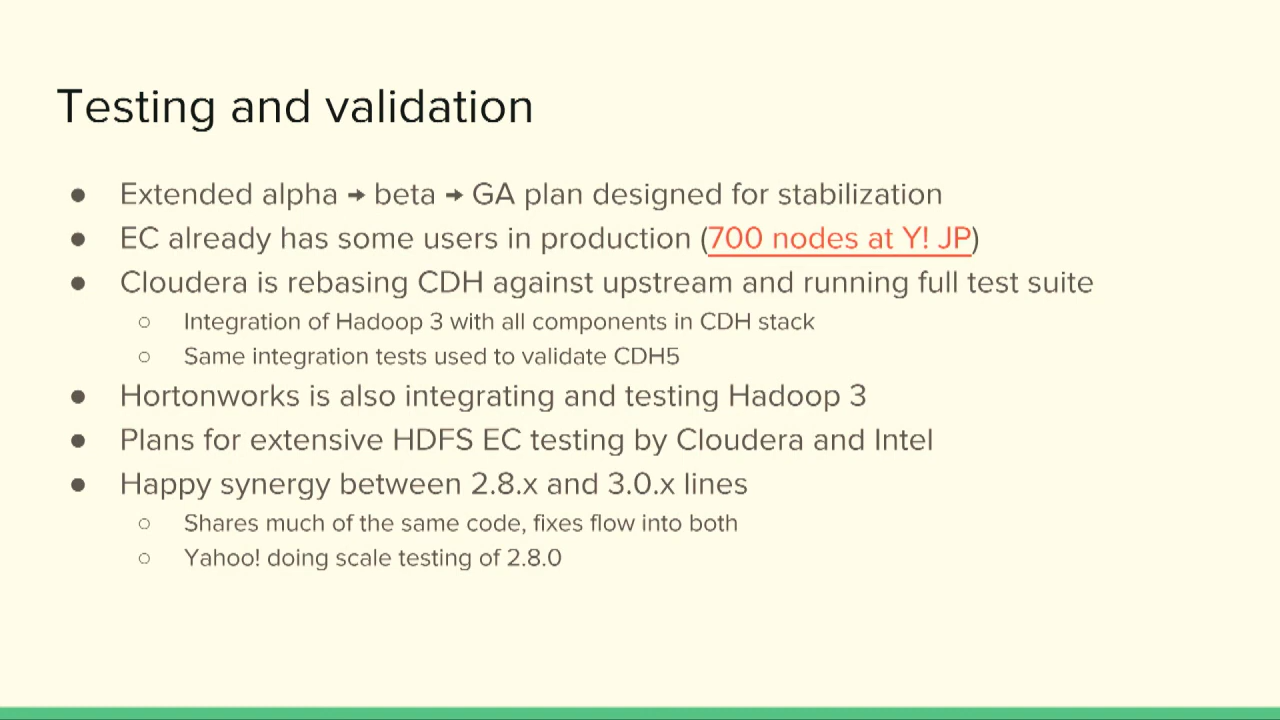 Testing and validation
● Extended alpha → beta → GA plan designed for stabilization
● EC already has some users in production (700 nodes at Y! JP)
● Cloudera is rebasing CDH against upstream and running full test suite
○ Integration of Hadoop 3 with all components in CDH stack
○ Same integration tests used to validate CDH5
● Hortonworks is also integrating and testing Hadoop 3
● Plans for extensive HDFS EC testing by Cloudera and Intel
● Happy synergy between 2.8.x and 3.0.x lines
○ Shares much of the same code, fixes flow into both
○ Yahoo! doing scale testing of 2.8.0